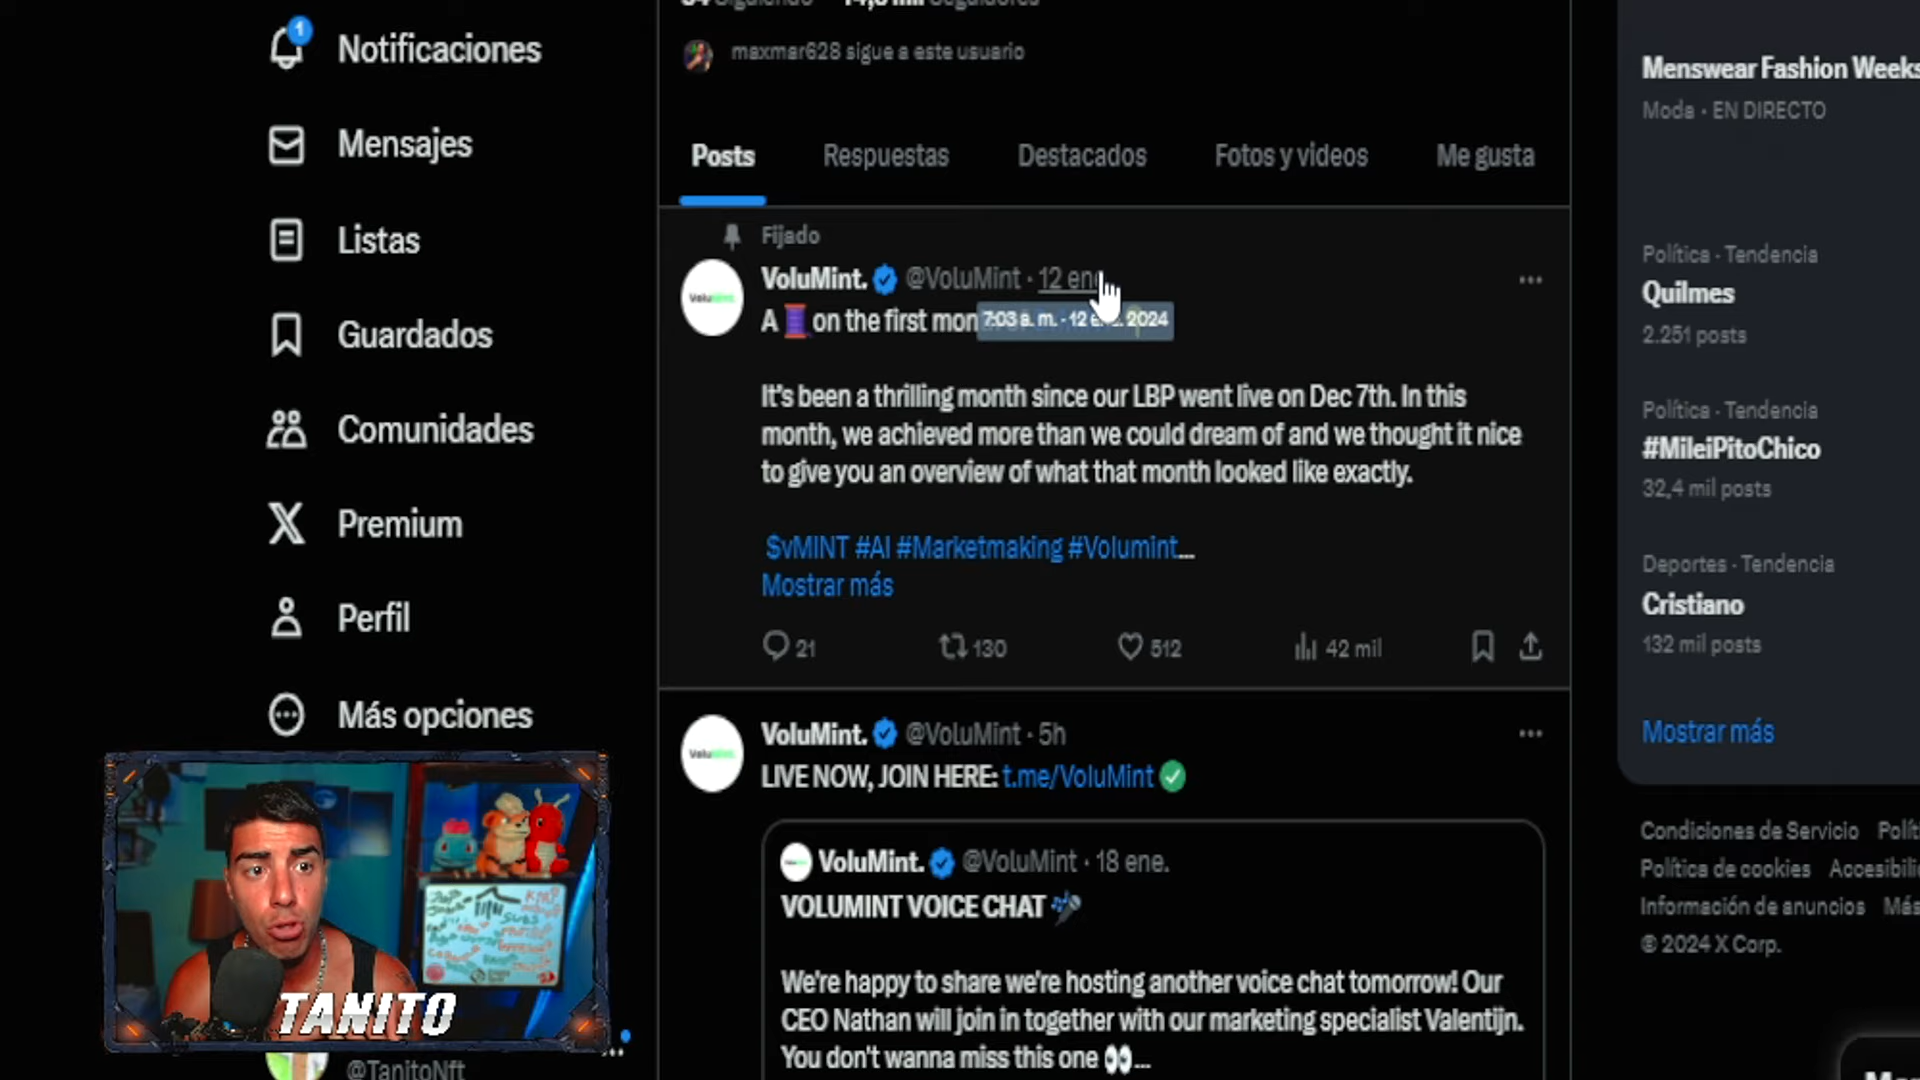 Notificaciones
1
Mensajes
Listas
Guardados
Comunidades
Premium
Perfil
Más opciones
TANITO
@TanitoNft
maxmar628 sigue a este usuario
Posts Respuestas Destacados Fotos y videos Me gusta
Fijado
VoluMint. @VoluMint · 12 ene
A 🧵 on the first mon
7:03 a. m. · 12 2024
It's been a thrilling month since our LBP went live on Dec 7th. In this
month, we achieved more than we could dream of and we thought it nice
to give you an overview of what that month looked like exactly.
$vMINT #AI #Marketmaking #Volumint...
Mostrar más
21 130 512 42 mil
VoluMint. @VoluMint · 5h
LIVE NOW, JOIN HERE: t.me/VoluMint ✅
VoluMint. @VoluMint · 18 ene.
VOLUMINT VOICE CHAT 🎤
We're happy to share we're hosting another voice chat tomorrow! Our
CEO Nathan will join in together with our marketing specialist Valentijn.
You don't wanna miss this one 👀...
Menswear Fashion Weeks
Moda · EN DIRECTO
Política · Tendencia
Quilmes
2.251 posts
Política · Tendencia
#MileiPitoChico
32,4 mil posts
Deportes · Tendencia
Cristiano
132 mil posts
Mostrar más
Condiciones de Servicio Polít
Política de cookies Accesibili
Información de anuncios Más
© 2024 X Corp.